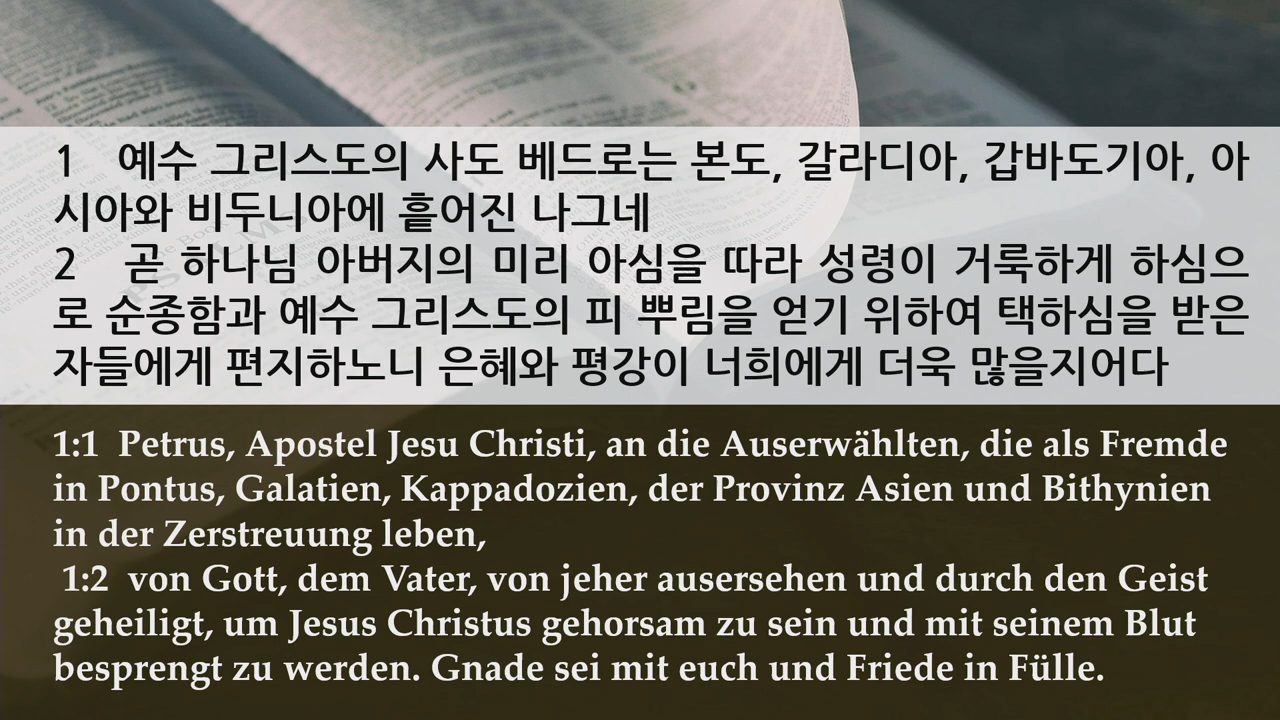 1 예수 그리스도의 사도 베드로는 본도, 갈라디아, 갑바도기아, 아
시아와 비두니아에 흩어진 나그네
2 곧 하나님 아버지의 미리 아심을 따라 성령이 거룩하게 하심으
로 순종함과 예수 그리스도의 피 뿌림을 얻기 위하여 택하심을 받은
자들에게 편지하노니 은혜와 평강이 너희에게 더욱 많을지어다
1:1 Petrus, Apostel Jesu Christi, an die Auserwählten, die als Fremde
in Pontus, Galatien, Kappadozien, der Provinz Asien und Bithynien
in der Zerstreuung leben,
1:2 von Gott, dem Vater, von jeher ausersehen und durch den Geist
geheiligt, um Jesus Christus gehorsam zu sein und mit seinem Blut
besprengt zu werden. Gnade sei mit euch und Friede in Fülle.